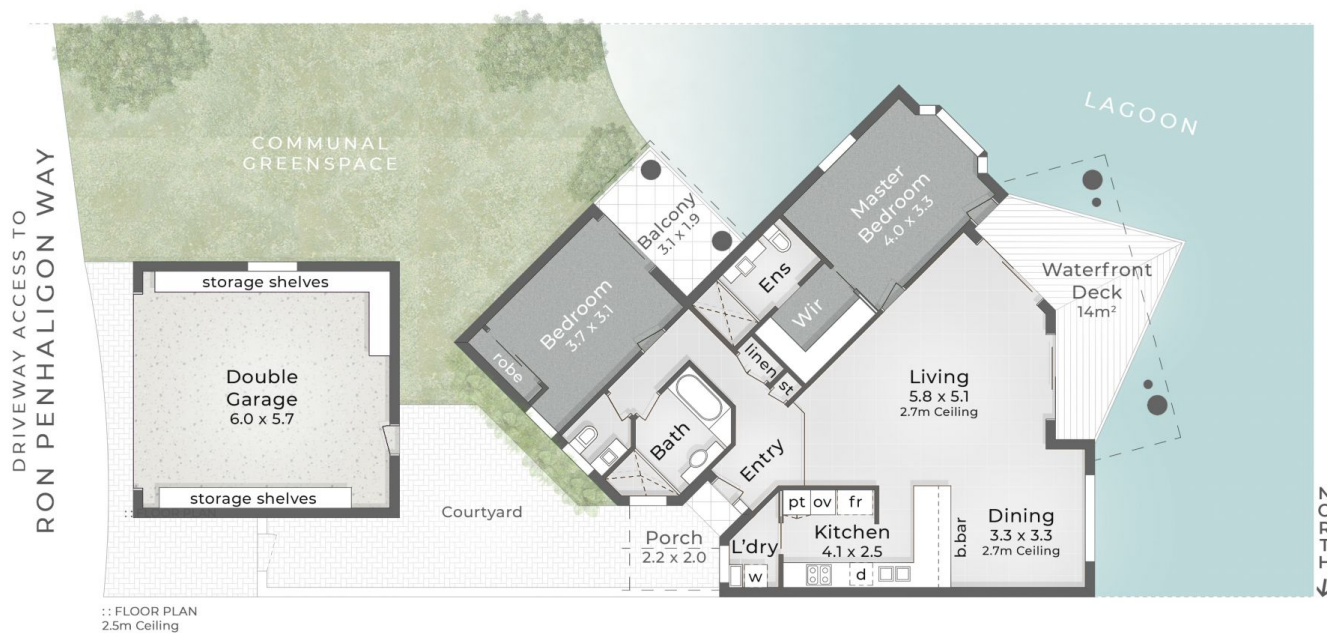 DRIVEWAY ACCESS TO
RON PENHALIGON WAY
COMMUNAL
GREENSPACE
LAGOON
storage shelves
Double
Garage
6.0 x 5.7
storage shelves
Courtyard
Balcony
3.1 x 1.9
Bedroom
3.7 x 3.1
robe
Master
Bedroom
4.0 x 3.3
Ens
Wir
linen
st
Bath
Entry
Porch
2.2 x 2.0
Living
5.8 x 5.1
2.7m Ceiling
Waterfront
Deck
14m²
pt
ov
fr
Kitchen
4.1 x 2.5
L'dry
w
d
b.bar
Dining
3.3 x 3.3
2.7m Ceiling
NORTH
:: FLOOR PLAN
:: FLOOR PLAN
2.5m Ceiling